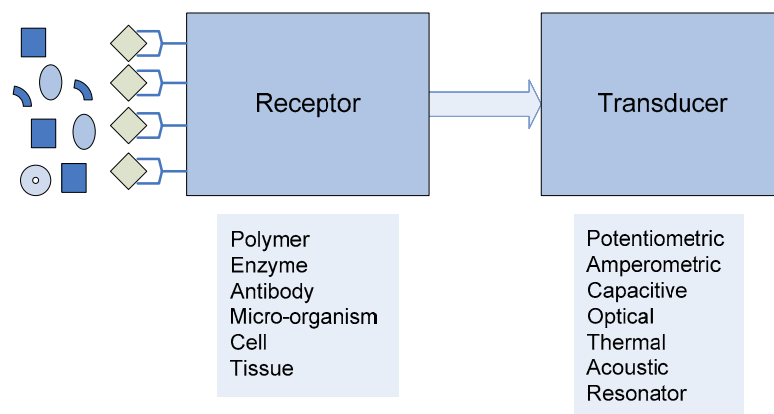 Receptor
Transducer
Polymer
Enzyme
Antibody
Micro-organism
Cell
Tissue
Potentiometric
Amperometric
Capacitive
Optical
Thermal
Acoustic
Resonator